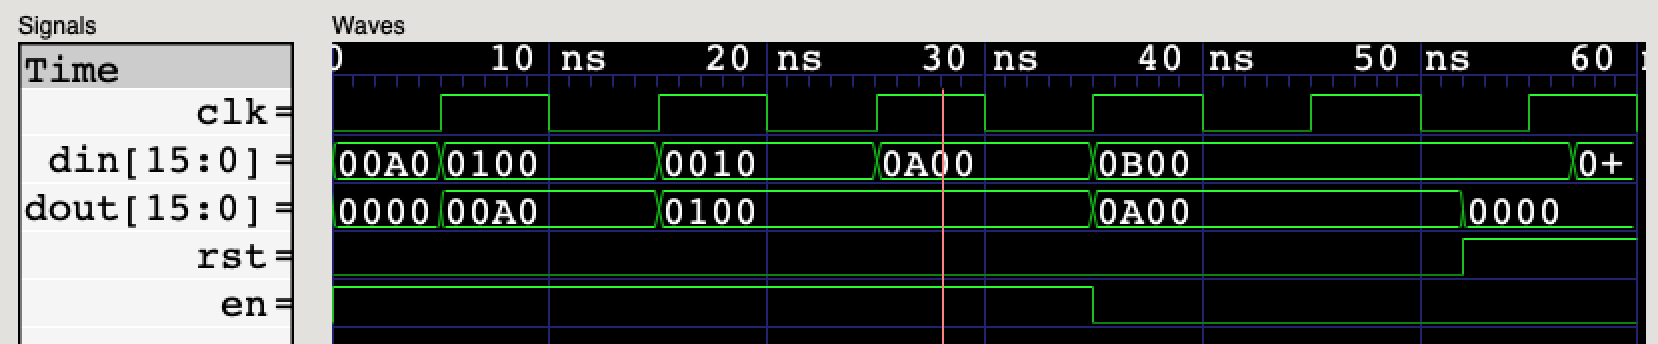 Signals Waves
Time 0 10 ns 20 ns 30 ns 40 ns 50 ns 60
clk=
din[15:0]= 00A0 0100 0010 0A00 0B00 0+
dout[15:0]= 0000 00A0 0100 0A00 0000
rst=
en=